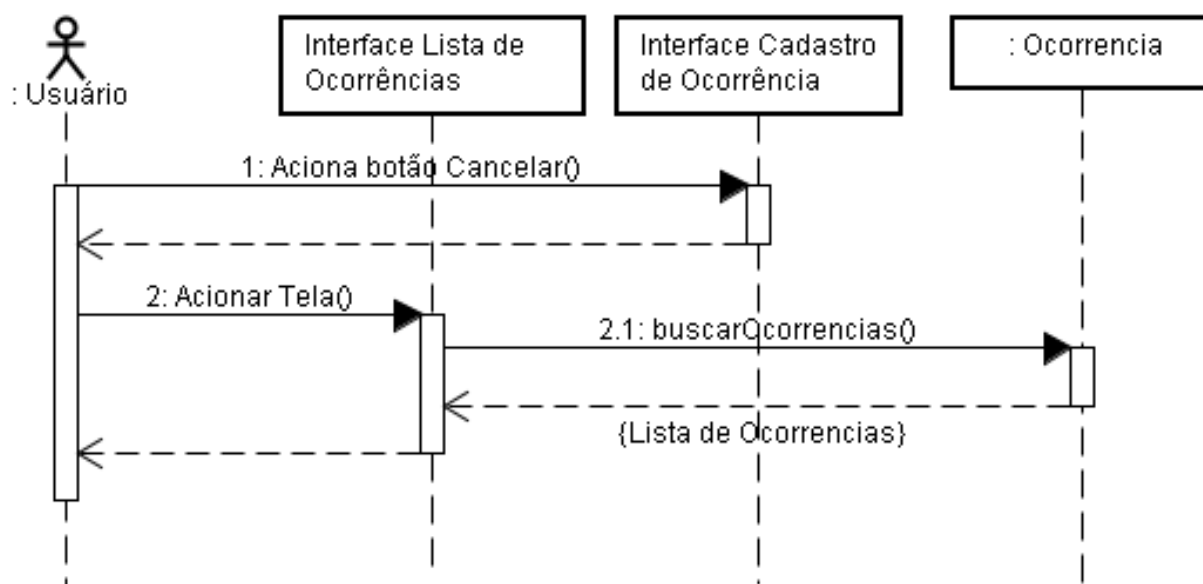 : Usuário
Interface Lista de
Ocorrências
Interface Cadastro
de Ocorrência
: Ocorrencia
1: Aciona botão Cancelar()
2: Acionar Tela()
2.1: buscarOcorrencias()
{Lista de Ocorrencias}